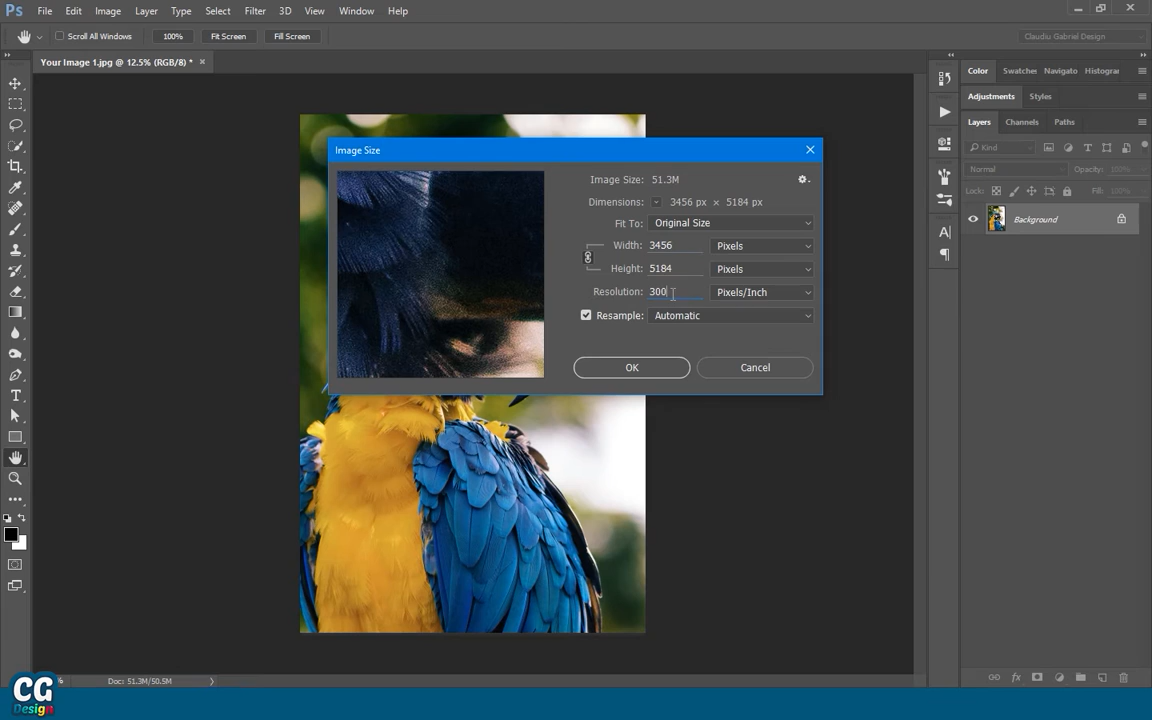 Ps File Edit Image Layer Type Select Filter 3D View Window Help
Scroll All Windows 100% Fit Screen Fill Screen Claudiu Gabriel Design
Your Image 1.jpg @ 12.5% (RGB/8) * ×
Color Swatches Navigato Histogra
Adjustments Styles
Layers Channels Paths
Kind
Normal Opacity: 100%
Lock: Fill: 100%
Background
Image Size
Image Size: 51.3M
Dimensions: 3456 px × 5184 px
Fit To: Original Size
Width: 3456 Pixels
Height: 5184 Pixels
Resolution: 300 Pixels/Inch
Resample: Automatic
OK Cancel
% Doc: 51.3M/50.5M
CG
Design